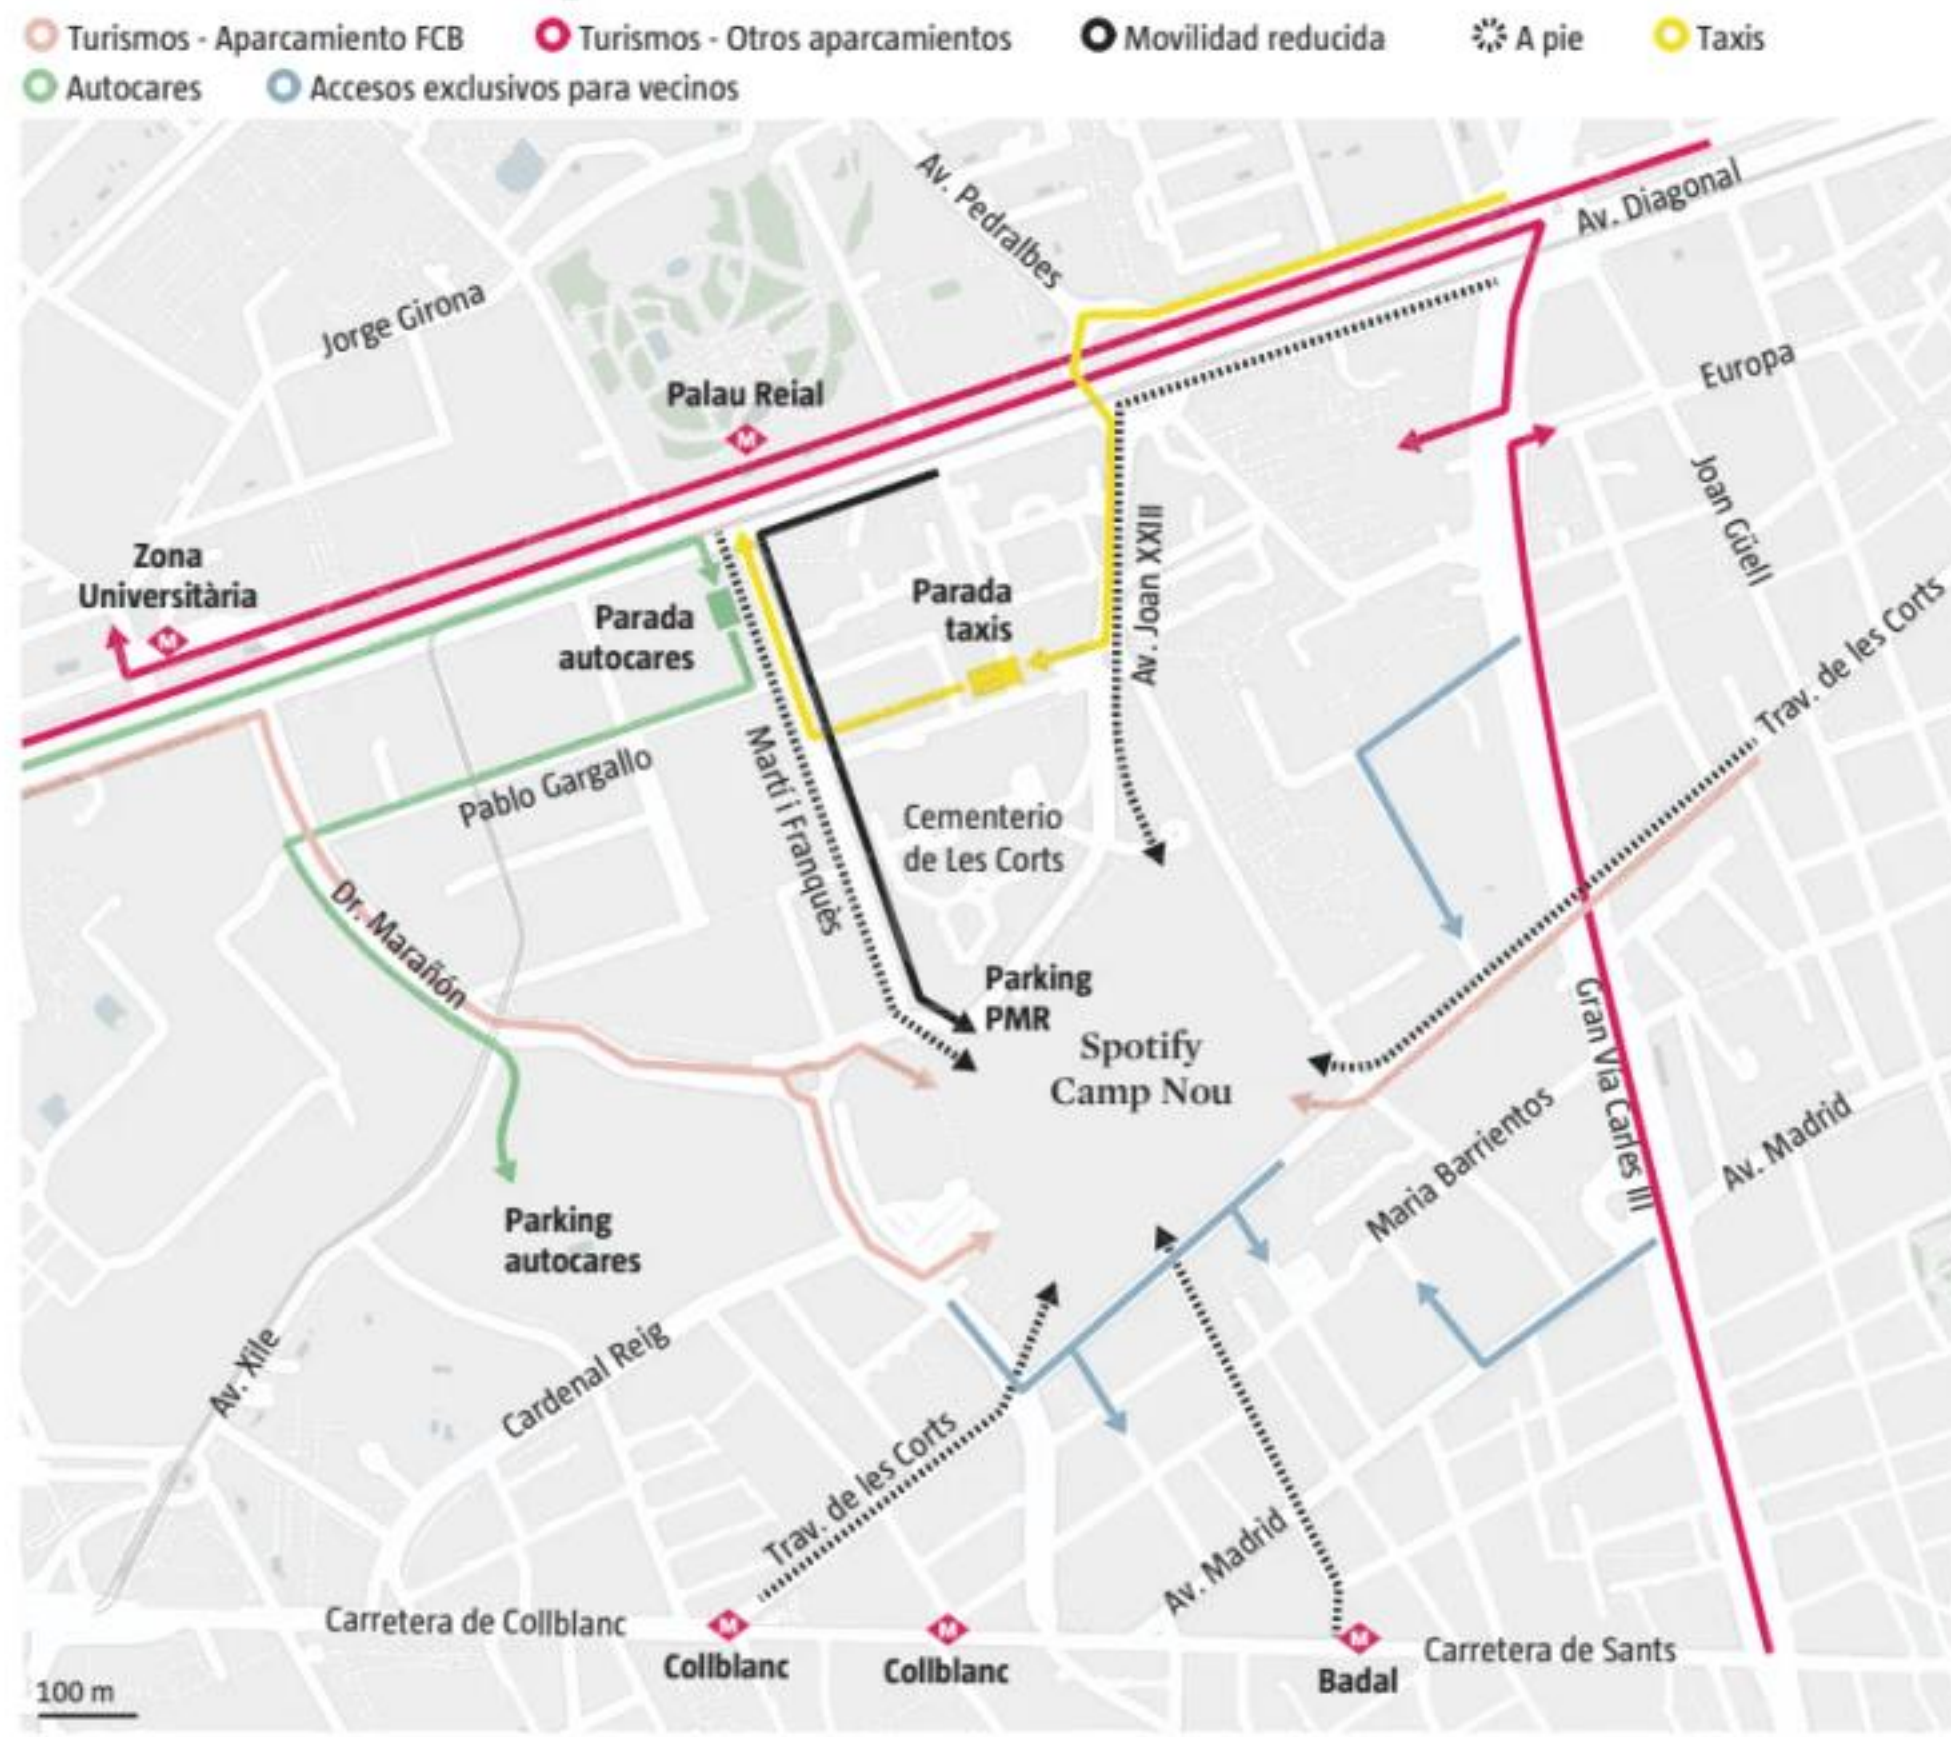 Turismos - Aparcamiento FCB
Turismos - Otros aparcamientos
Movilidad reducida
A pie
Taxis
Autocares
Accesos exclusivos para vecinos
Av. Pedralbes
Av. Diagonal
Jorge Girona
Europa
Palau Reial
M
Joan Güell
Zona
Universitària
M
Parada
autocares
Parada
taxis
Av. Joan XXIII
Trav. de les Corts
Pablo Gargallo
Martí i Franquès
Cementerio
de Les Corts
Dr. Marañón
Parking
PMR
Spotify
Camp Nou
Gran Vía Carles III
Maria Barrientos
Av. Madrid
Parking
autocares
Av. Xile
Cardenal Reig
Trav. de les Corts
Av. Madrid
Carretera de Collblanc
M
Collblanc
M
Collblanc
M
Badal
Carretera de Sants
100 m